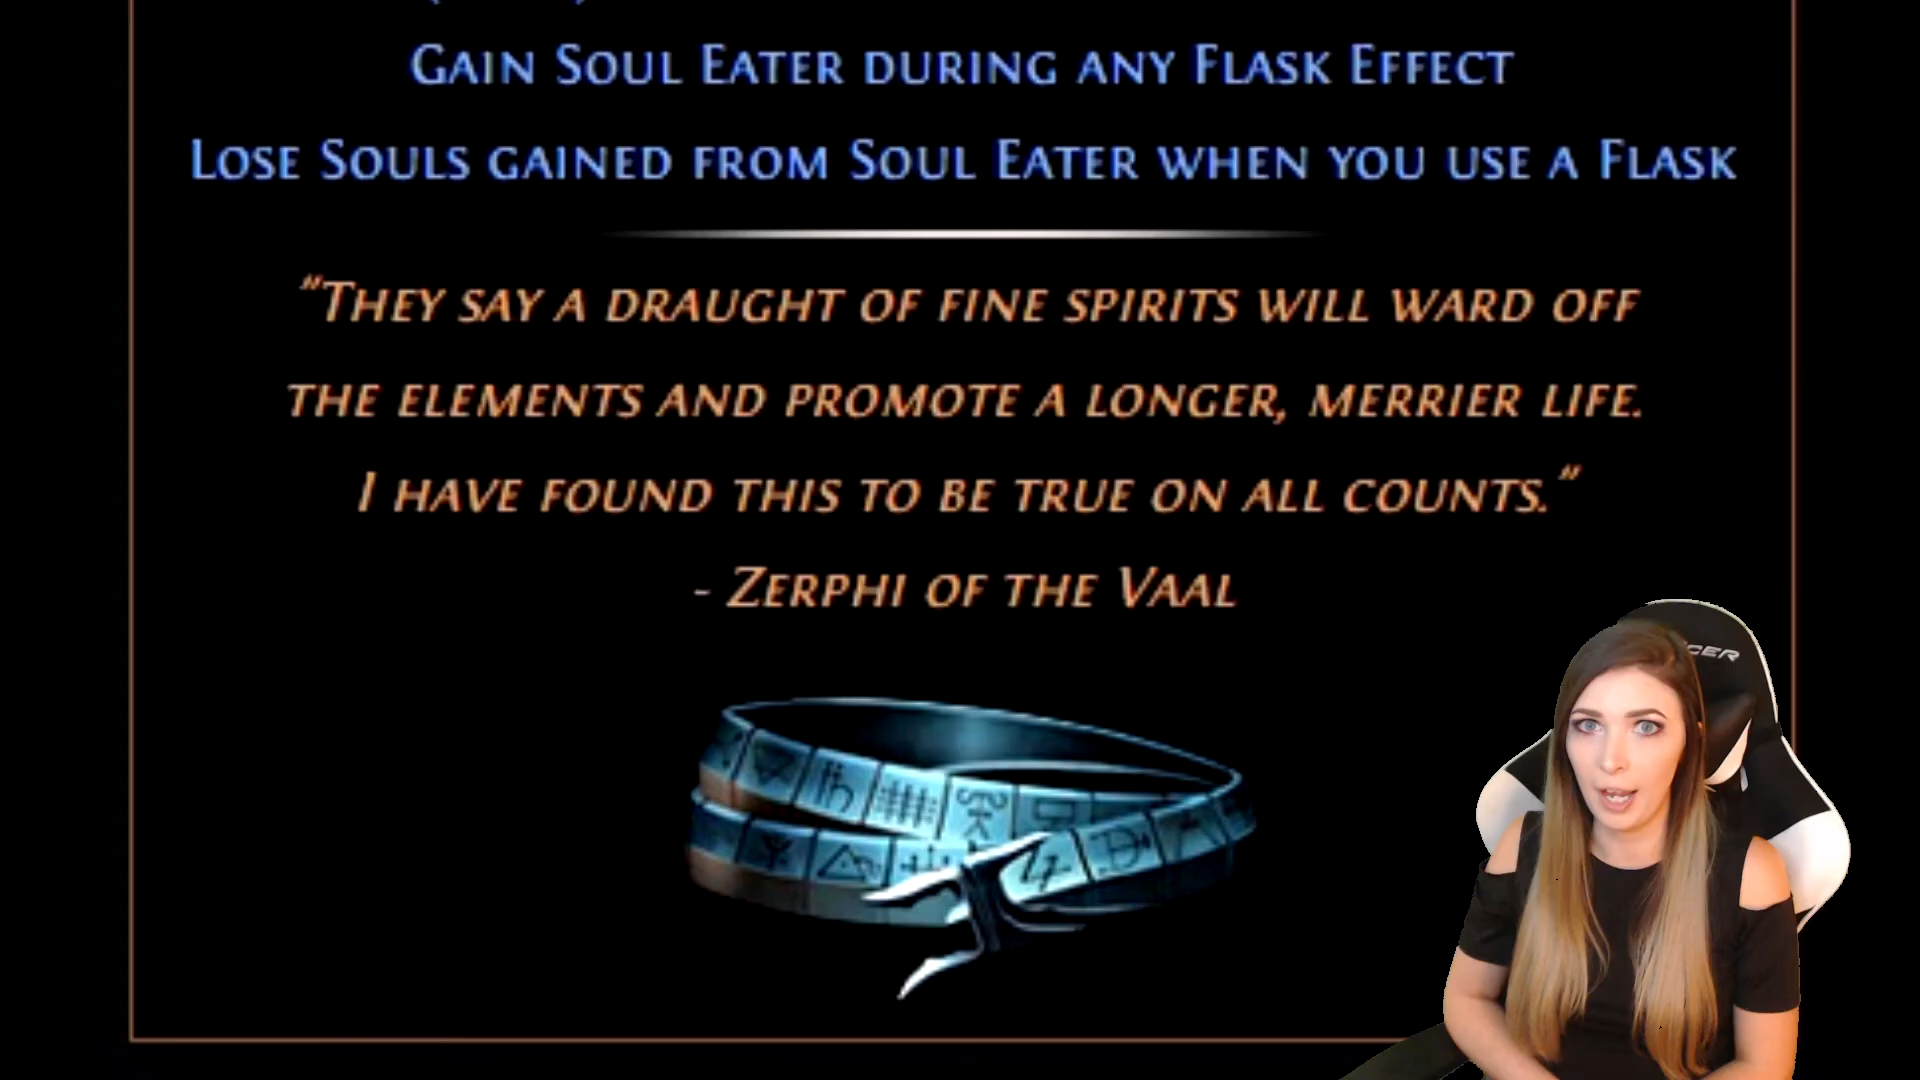 Gain Soul Eater during any Flask Effect
Lose Souls gained from Soul Eater when you use a Flask
"They say a draught of fine spirits will ward off
the elements and promote a longer, merrier life.
I have found this to be true on all counts."
- Zerphi of the Vaal